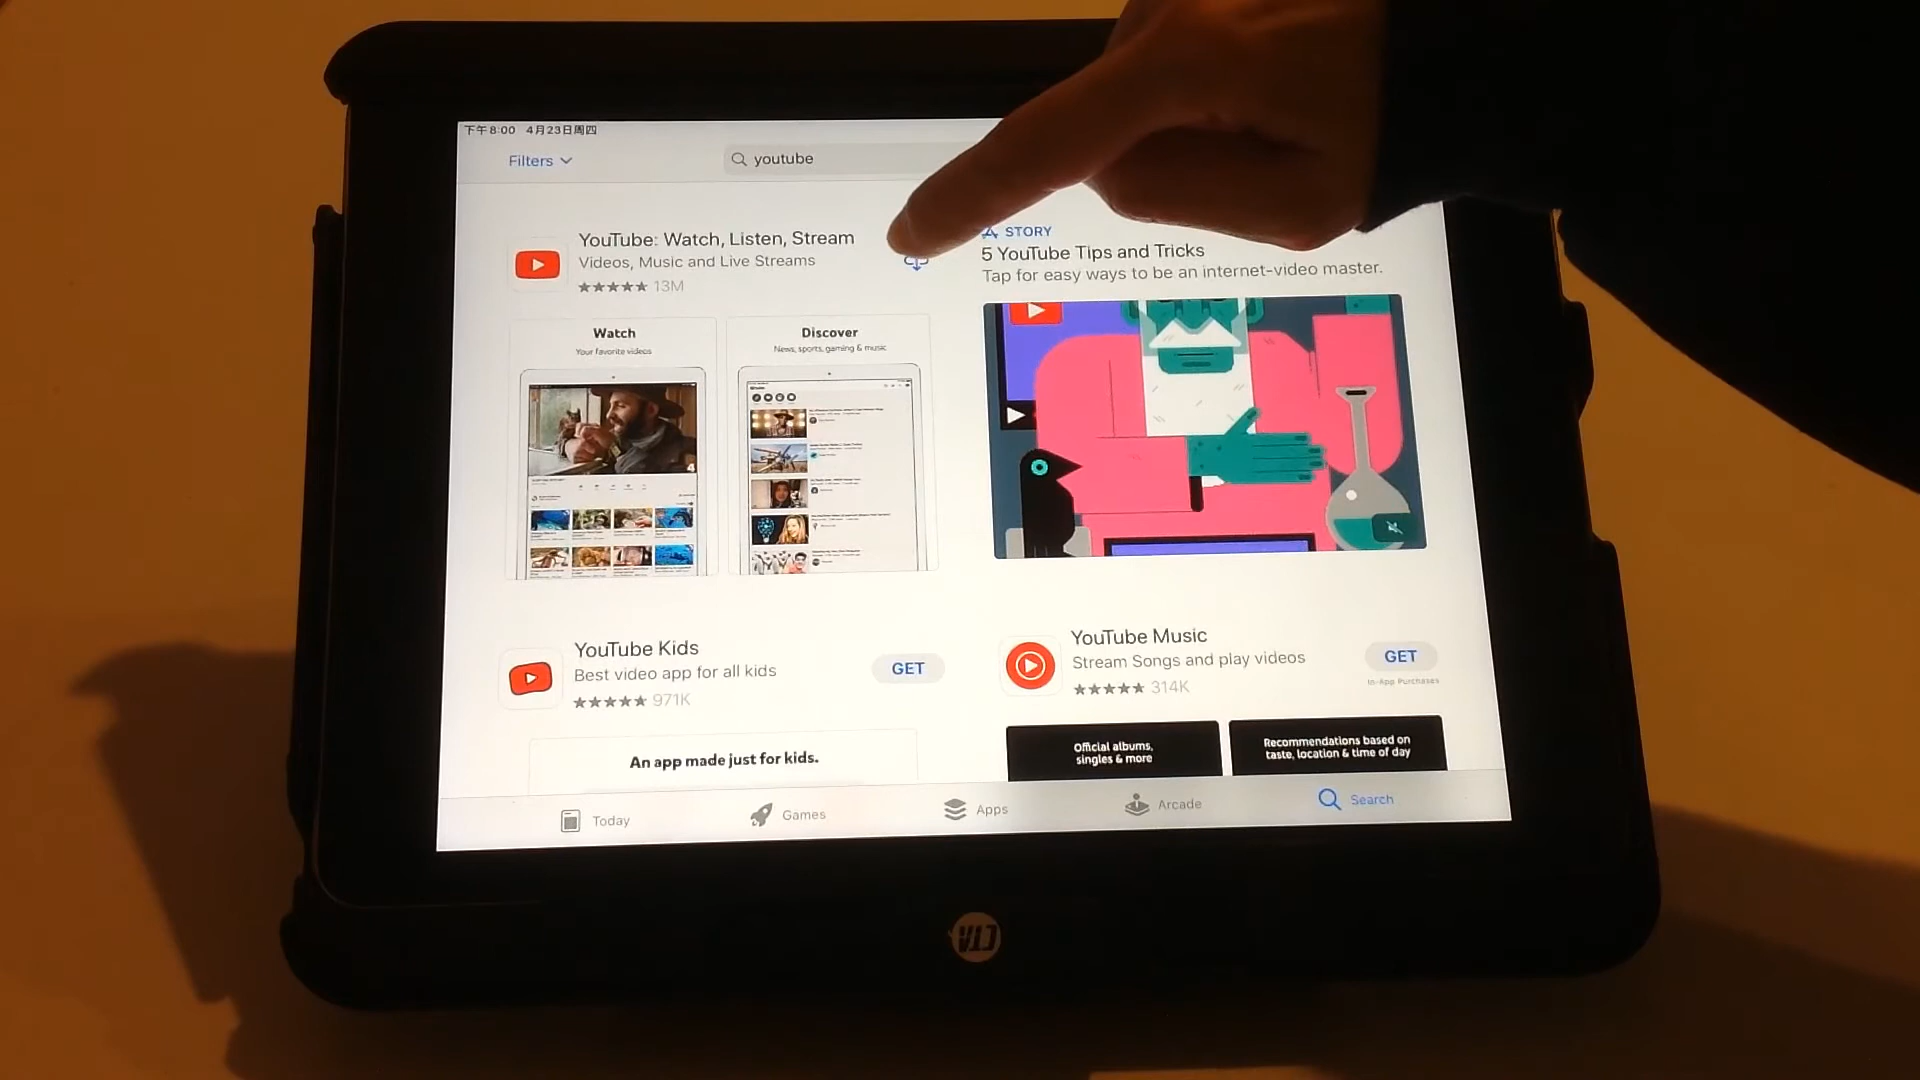 下午8:00 4月23日周四
Filters
youtube
YouTube: Watch, Listen, Stream
Videos, Music and Live Streams
13M
STORY
5 YouTube Tips and Tricks
Tap for easy ways to be an internet-video master.
Watch
Your favorite videos
Discover
News, sports, gaming & music
YouTube Kids
Best video app for all kids
971K
GET
YouTube Music
Stream Songs and play videos
314K
GET
In-App Purchases
An app made just for kids.
Official albums,
singles & more
Recommendations based on
taste, location & time of day
Today
Games
Apps
Arcade
Search
CTA